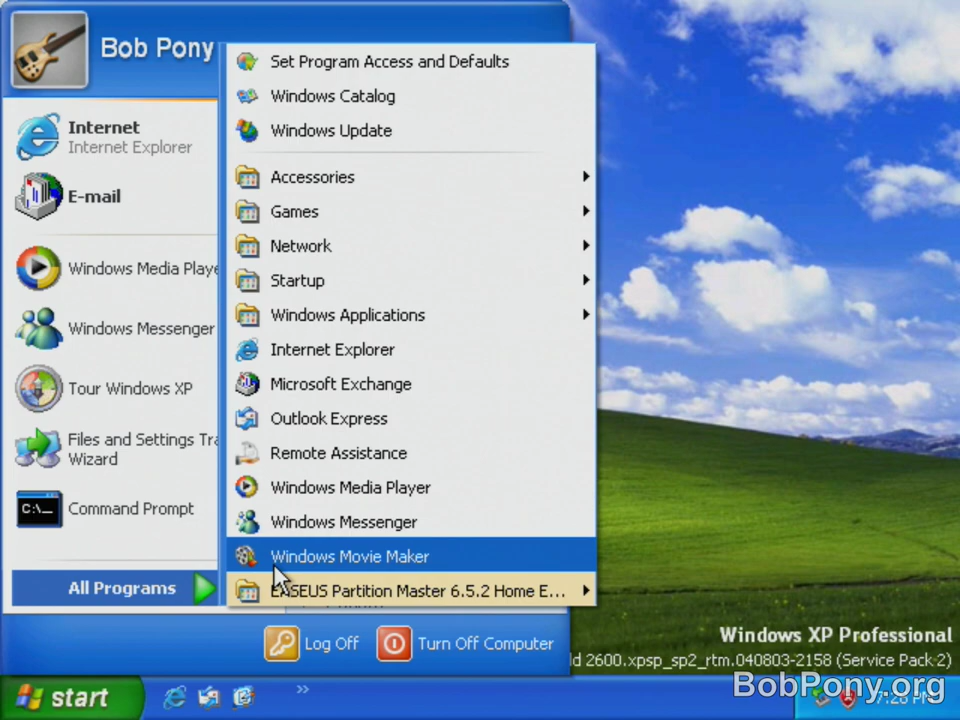 Bob Pony
Internet
Internet Explorer
E-mail
Windows Media Playe
Windows Messenger
Tour Windows XP
Files and Settings Tra
Wizard
C:\_
Command Prompt
All Programs
Set Program Access and Defaults
Windows Catalog
Windows Update
Accessories
Games
Network
Startup
Windows Applications
Internet Explorer
Microsoft Exchange
Outlook Express
Remote Assistance
Windows Media Player
Windows Messenger
Windows Movie Maker
EASEUS Partition Master 6.5.2 Home E...
Log Off
Turn Off Computer
Windows XP Professional
ld 2600.xpsp_sp2_rtm.040803-2158 (Service Pack 2)
BobPony.org
start
»